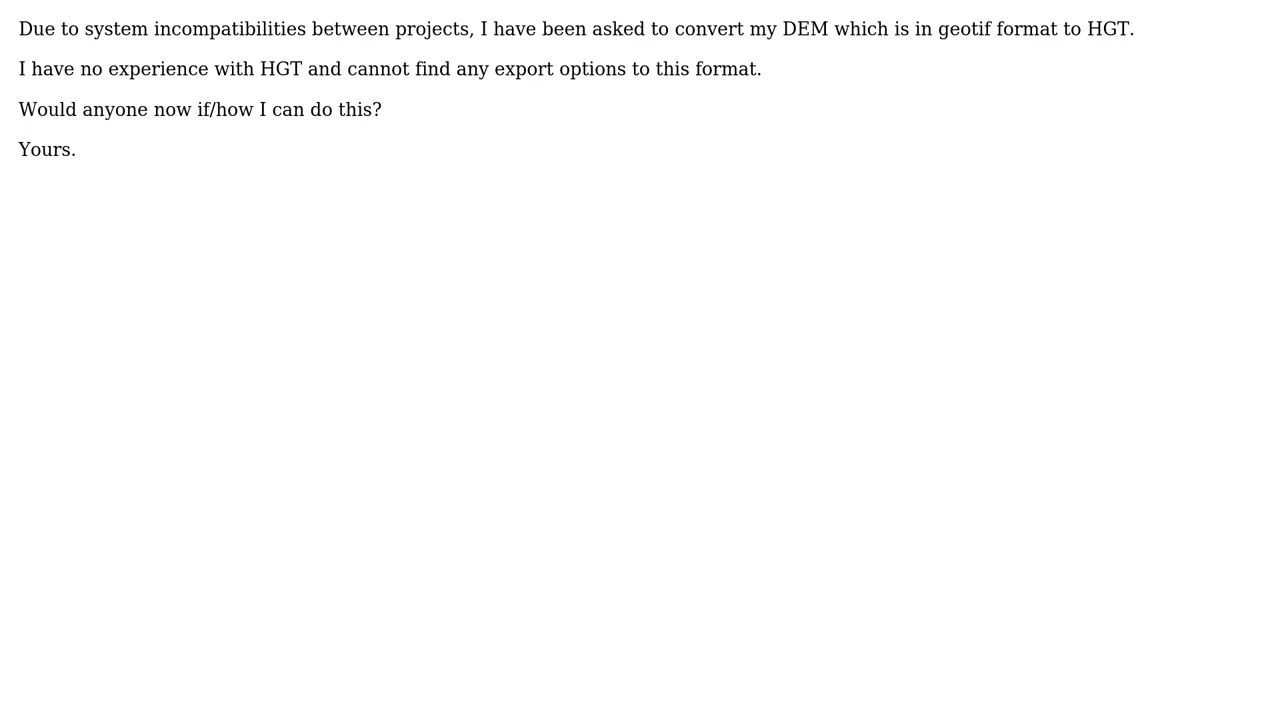 Due to system incompatibilities between projects, I have been asked to convert my DEM which is in geotif format to HGT.
I have no experience with HGT and cannot find any export options to this format.
Would anyone now if/how I can do this?
Yours.